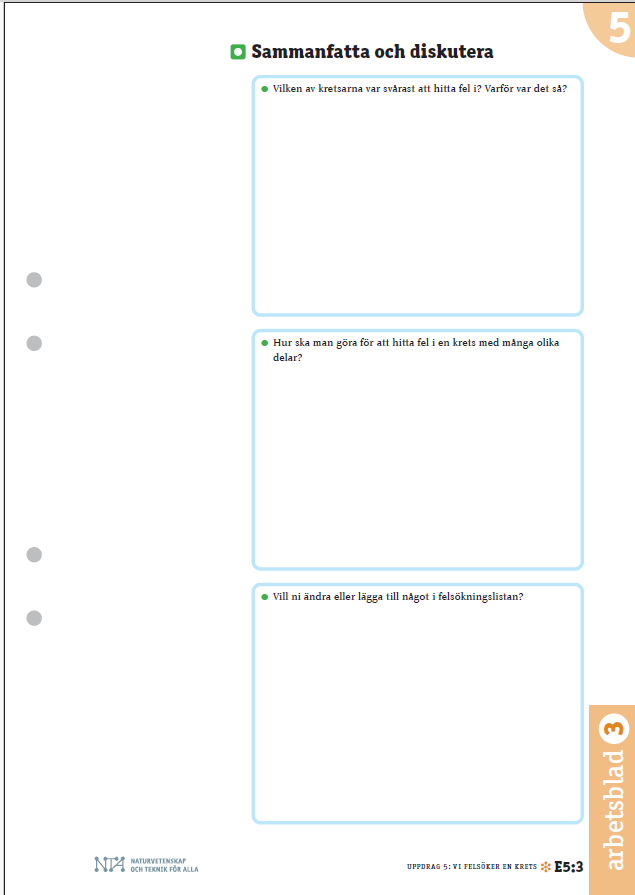 5
Sammanfatta och diskutera
Vilken av kretsarna var svårast att hitta fel i? Varför var det så?
Hur ska man göra för att hitta fel i en krets med många olika
delar?
Vill ni ändra eller lägga till något i felsökningslistan?
arbetsblad 3
NTA NATURVETENSKAP
OCH TEKNIK FÖR ALLA
UPPDRAG 5: VI FELSÖKER EN KRETS E5:3